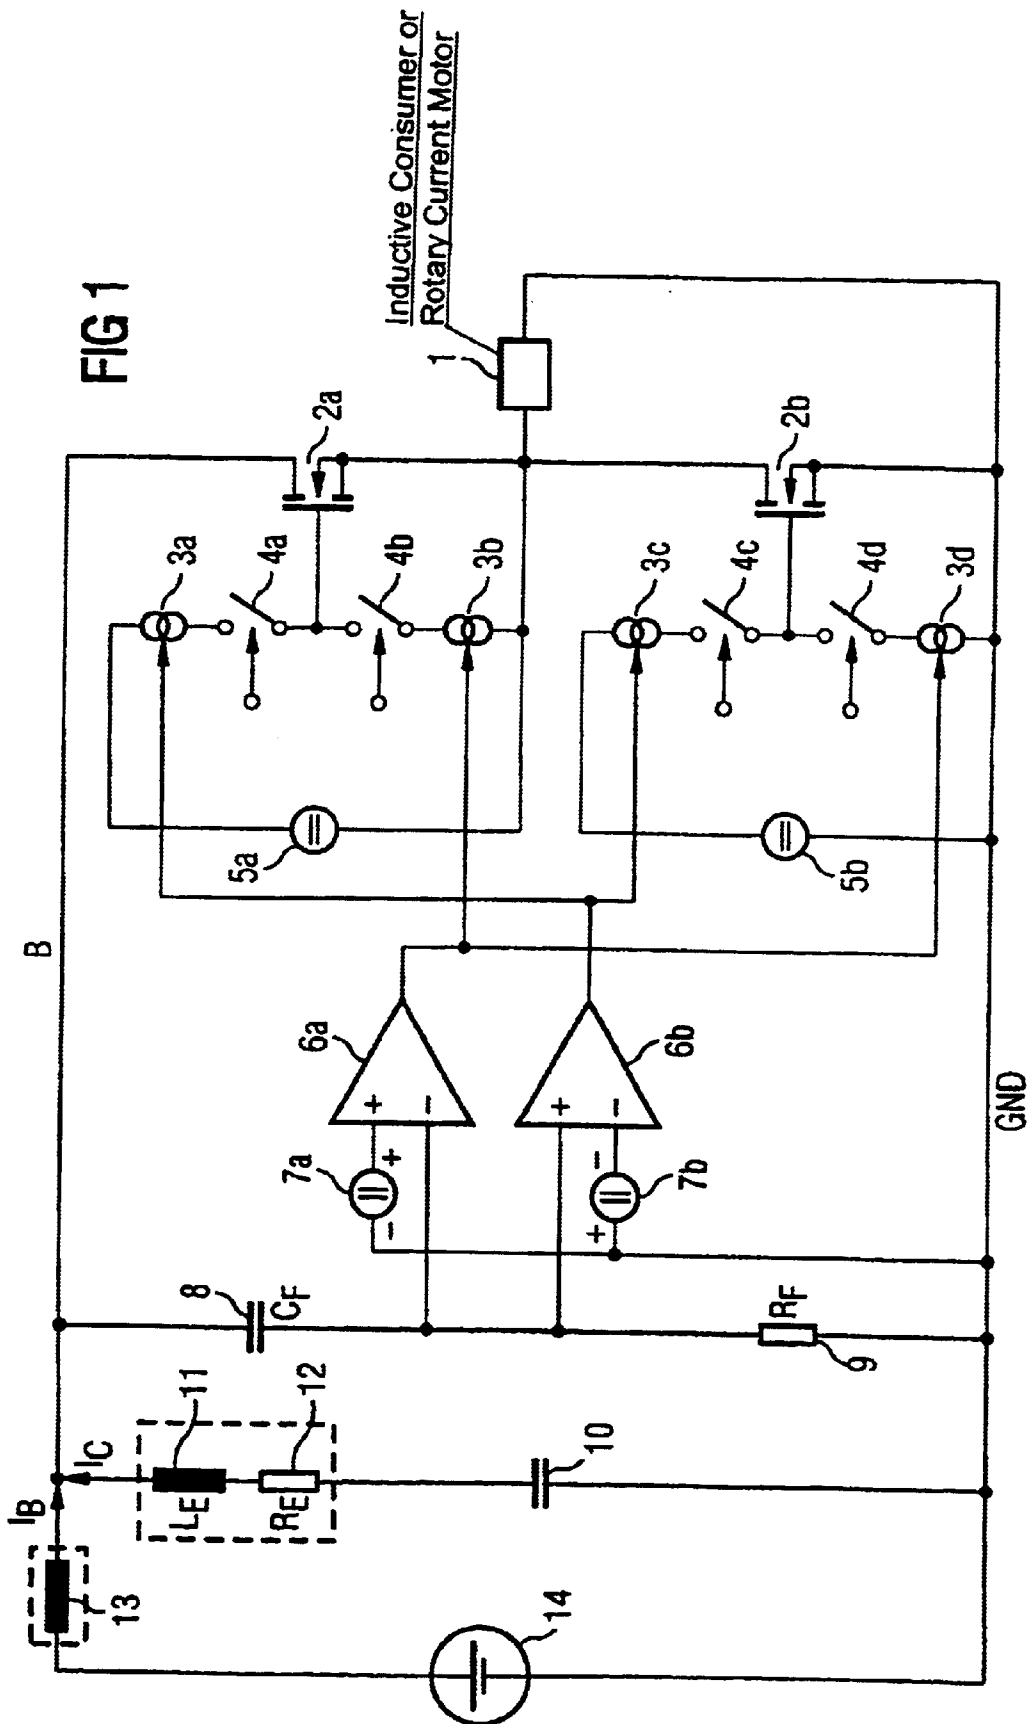 FIG 1
Inductive Consumer or
Rotary Current Motor
1
B
2a
3a
4a
4b
3b
5a
2b
3c
4c
4d
3d
5b
6a
+
−
6b
+
−
7a
+
−
7b
−
+
8
CF
RF
9
IB
IC
11
LE
12
RE
10
13
14
GND